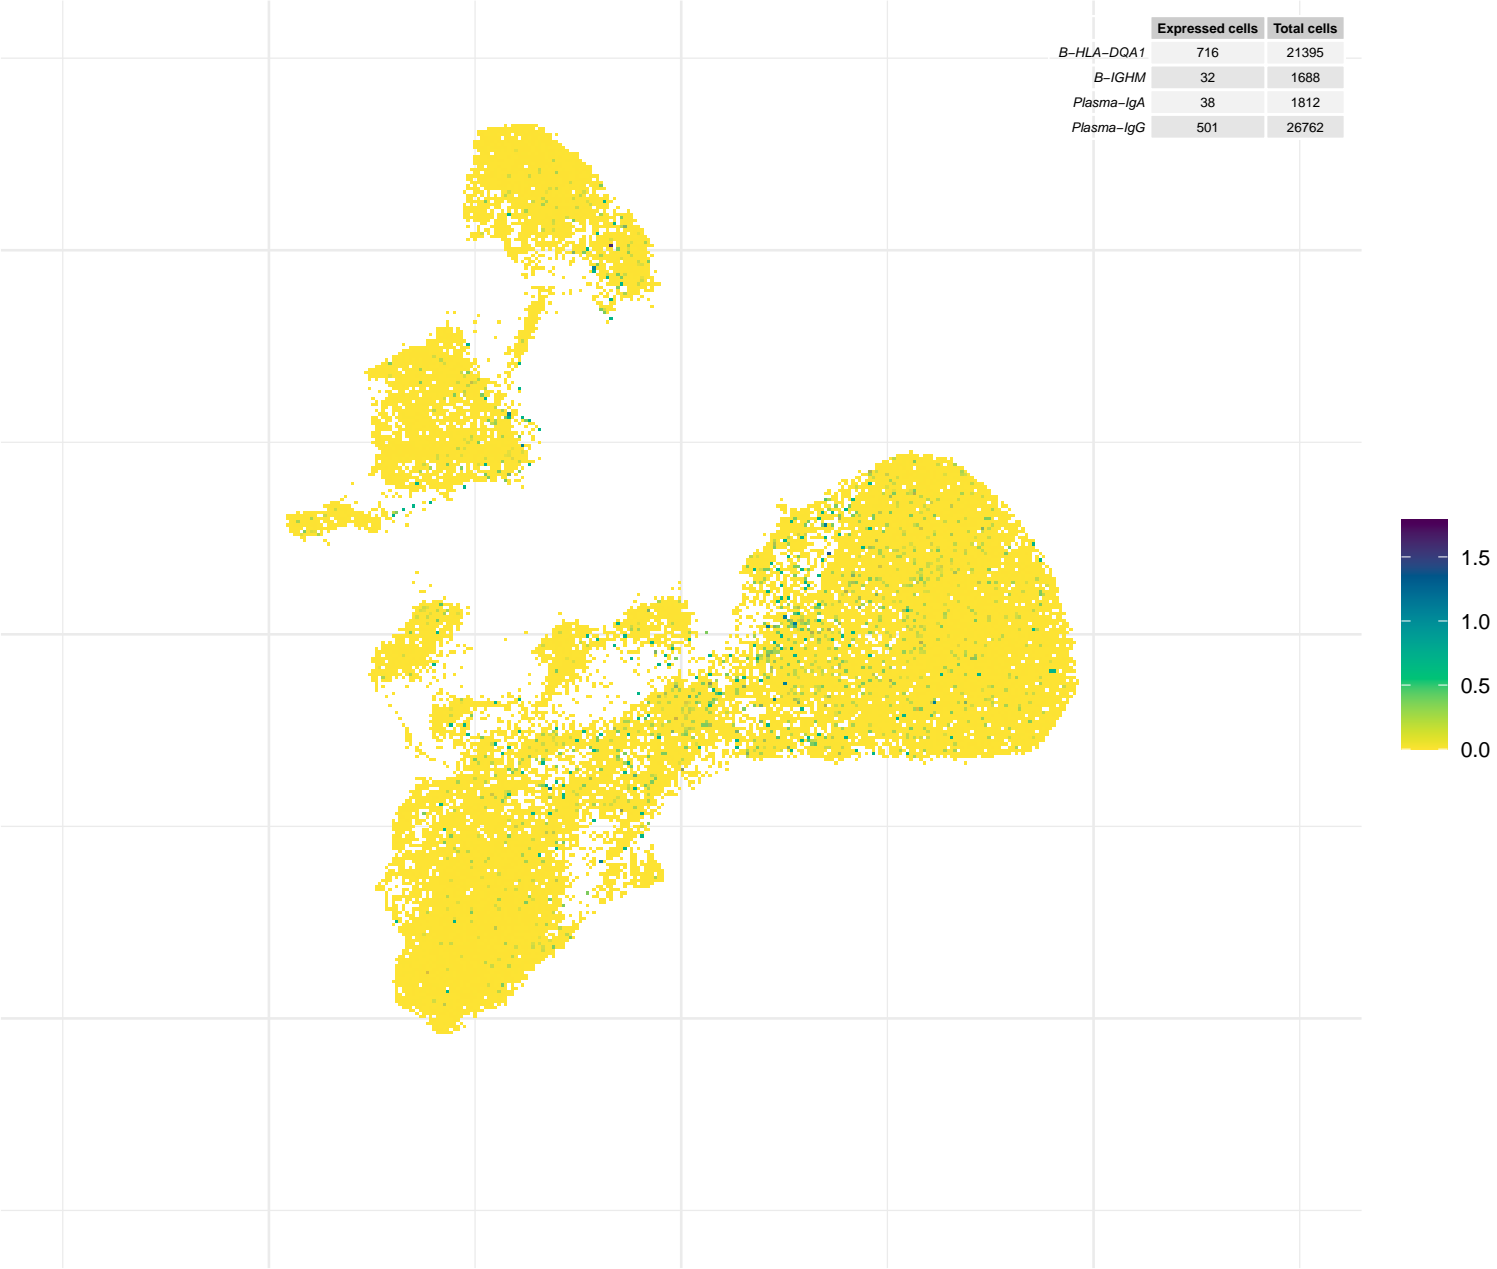 Expressed cells Total cells
B−HLA−DQA1 716 21395
B−IGHM 32 1688
Plasma−IgA 38 1812
Plasma−IgG 501 26762
1.5
1.0
0.5
0.0